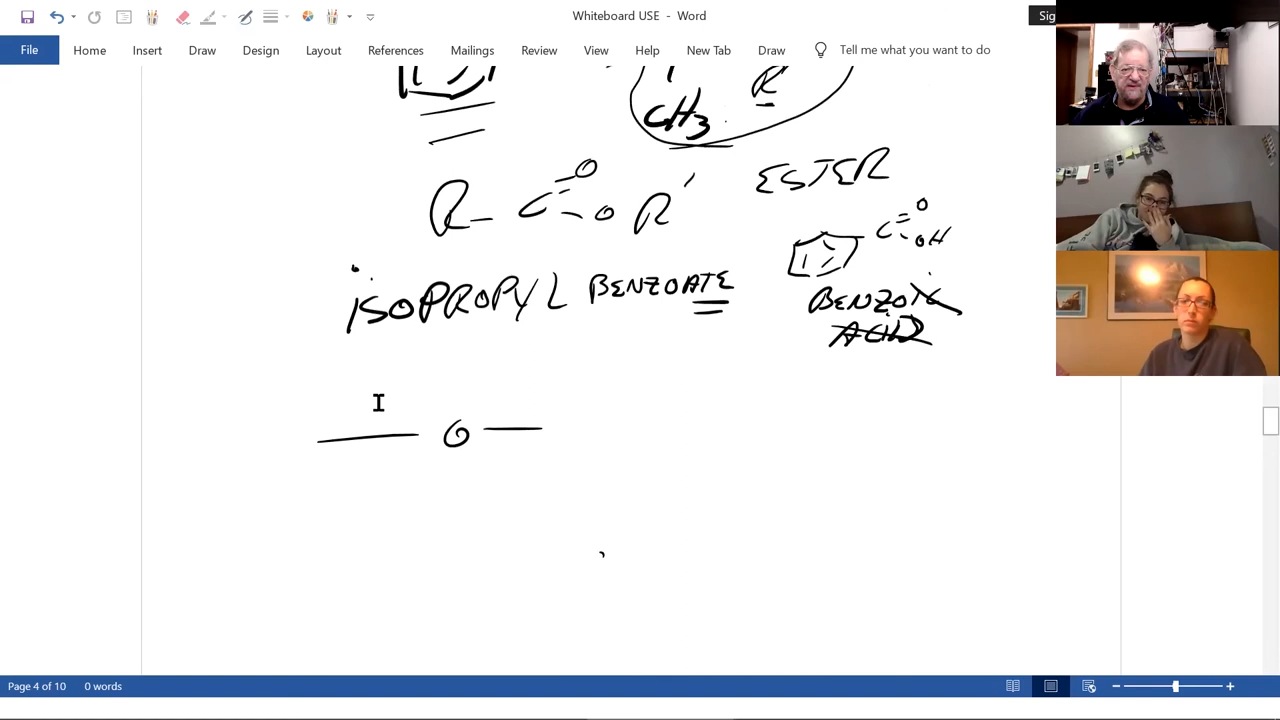 Whiteboard USE - Word
Sig
File Home Insert Draw Design Layout References Mailings Review View Help New Tab Draw Tell me what you want to do
CH3 R
R-C=O-O R' ESTER
C=O OH
ISOPROPYL BENZOATE BENZOIC
ACID
O
Page 4 of 10 0 words